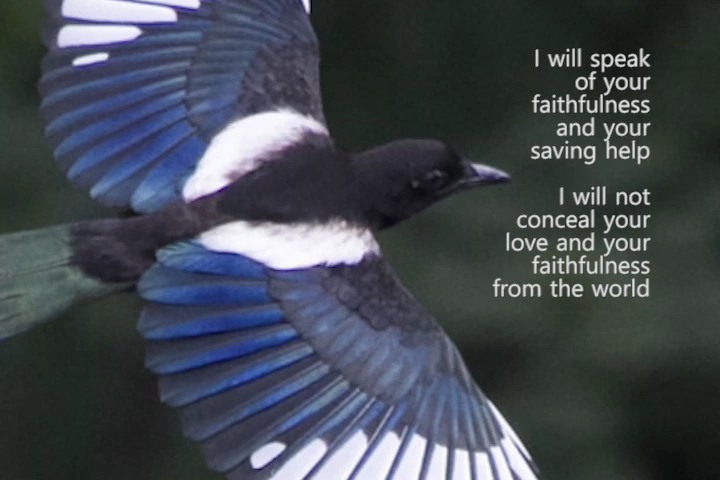 I will speak
of your
faithfulness
and your
saving help
I will not
conceal your
love and your
faithfulness
from the world